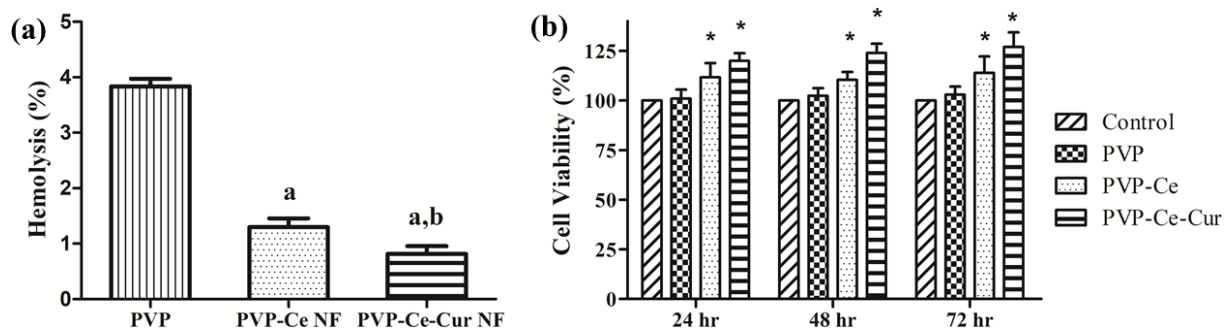 (a)
Hemolysis (%)
5
4
3
2
1
0
a
a,b
PVP
PVP-Ce NF
PVP-Ce-Cur NF
(b)
Cell Viability (%)
125
100
75
50
25
0
* *
* *
* *
24 hr
48 hr
72 hr
Control
PVP
PVP-Ce
PVP-Ce-Cur